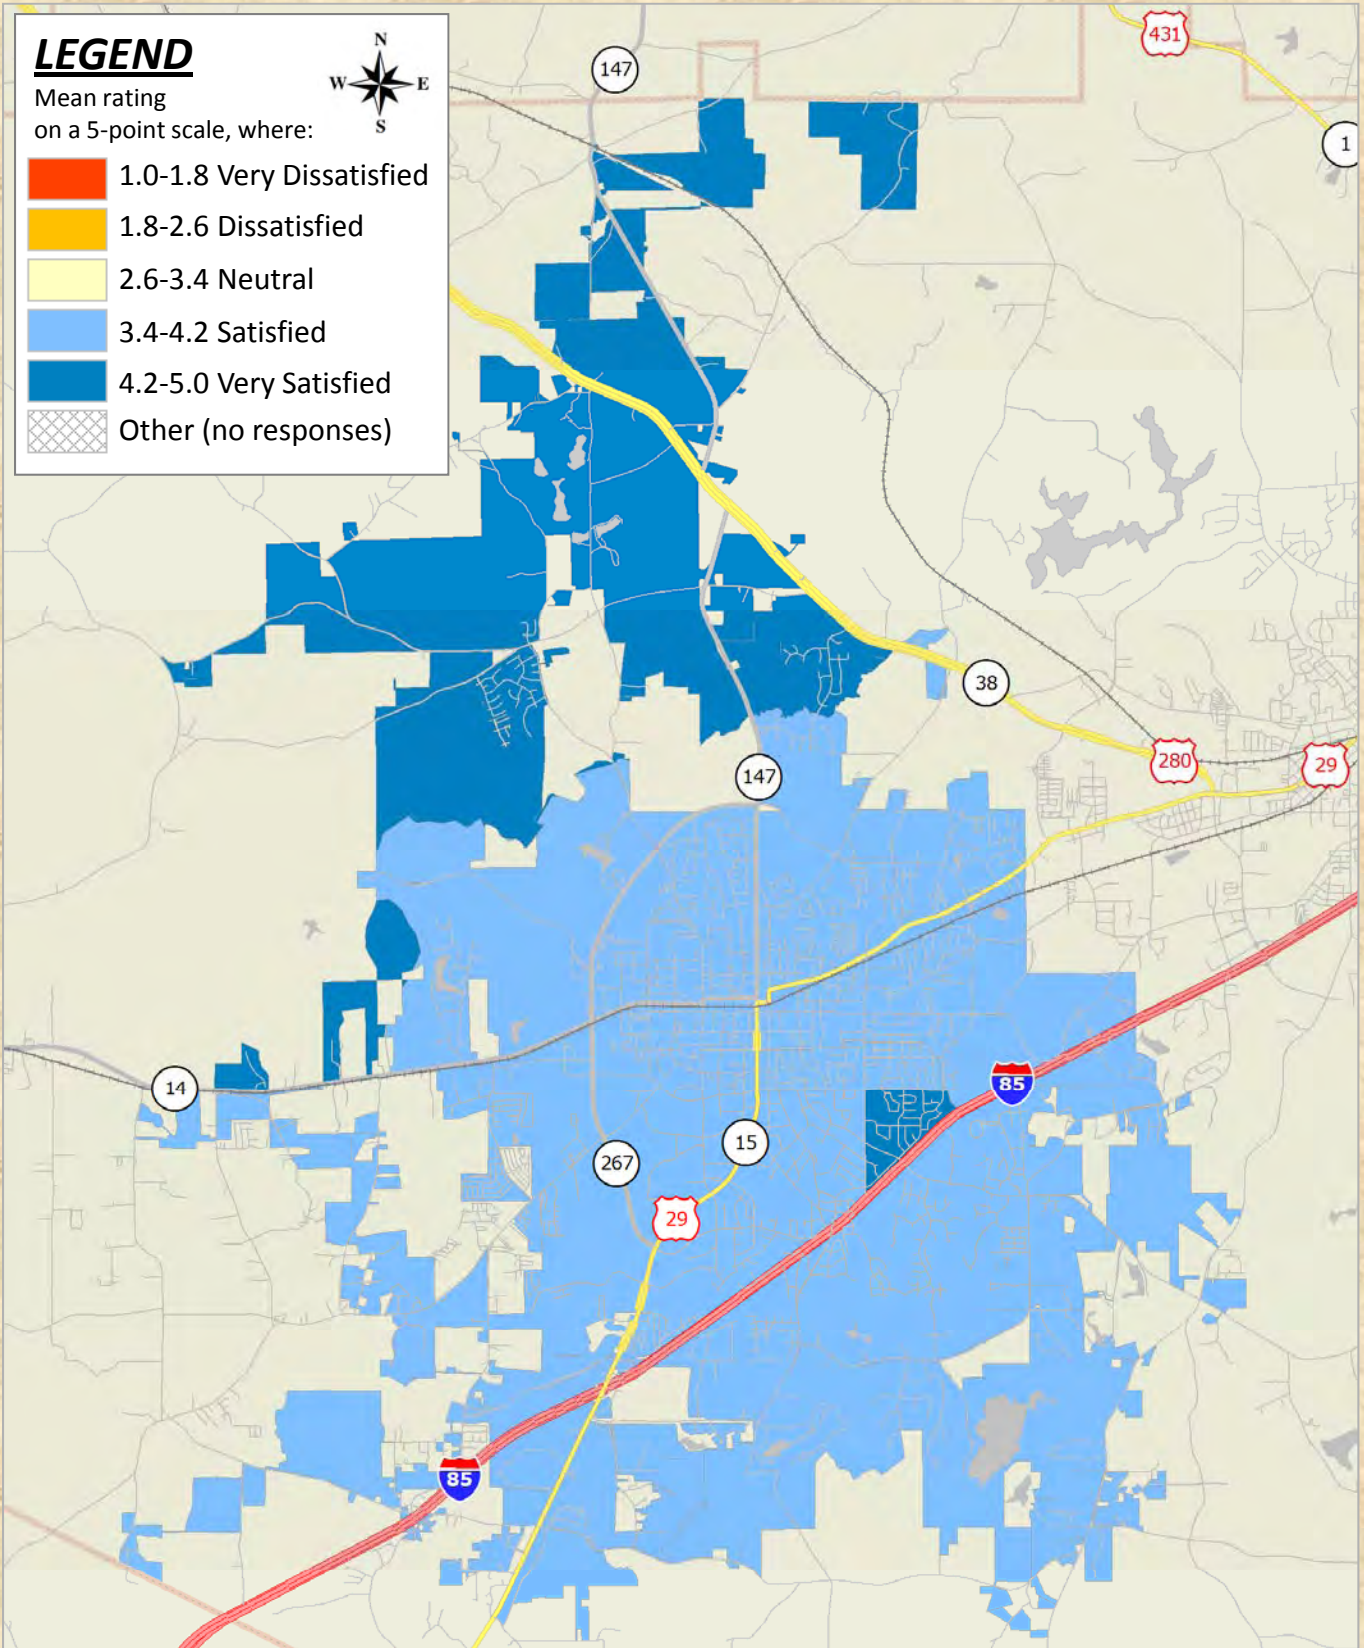 LEGEND
Mean rating
on a 5-point scale, where:
N
W
E
S
1.0-1.8 Very Dissatisfied
1.8-2.6 Dissatisfied
2.6-3.4 Neutral
3.4-4.2 Satisfied
4.2-5.0 Very Satisfied
Other (no responses)
147
431
1
38
280
29
147
14
85
15
267
29
85